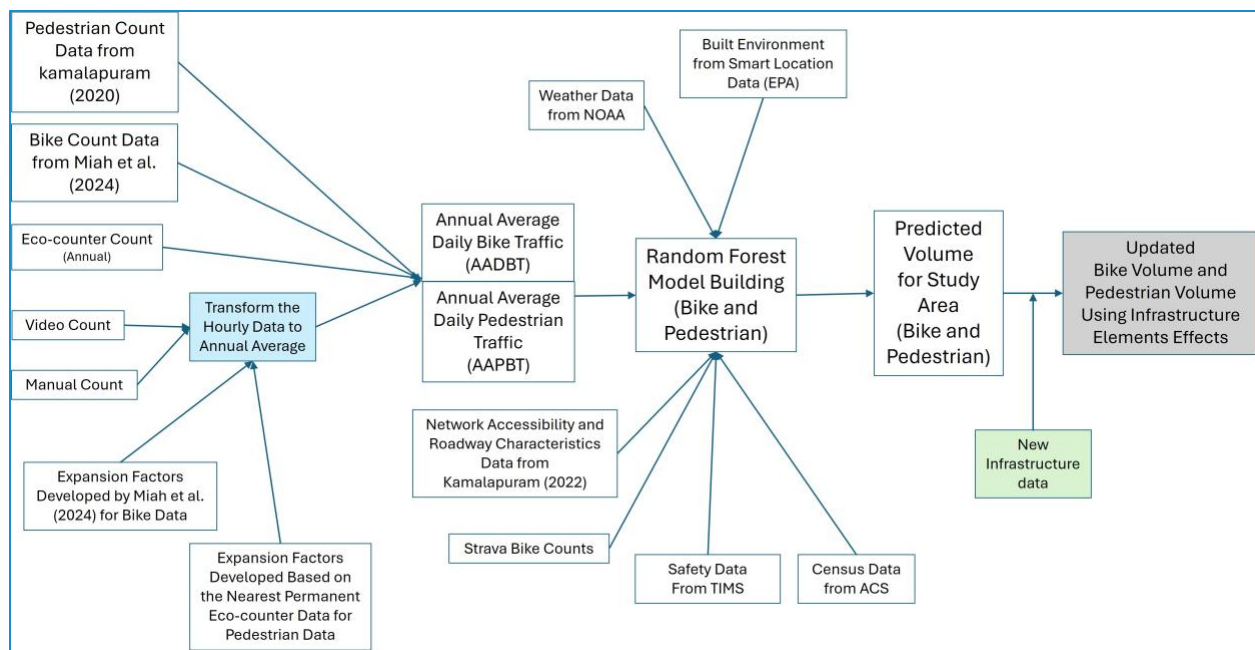 Pedestrian Count
Data from
kamalapuram
(2020)
Bike Count Data
from Miah et al.
(2024)
Eco-counter Count
(Annual)
Video Count
Manual Count
Transform the
Hourly Data to
Annual Average
Expansion Factors
Developed by Miah et al.
(2024) for Bike Data
Expansion Factors
Developed Based on
the Nearest Permanent
Eco-counter Data for
Pedestrian Data
Annual Average
Daily Bike Traffic
(AADBT)
Annual Average
Daily Pedestrian
Traffic
(AAPBT)
Weather Data
from NOAA
Built Environment
from Smart Location
Data (EPA)
Random Forest
Model Building
(Bike and
Pedestrian)
Network Accessibility and
Roadway Characteristics
Data from
Kamalapuram (2022)
Strava Bike Counts
Safety Data
From TIMS
Census Data
from ACS
Predicted
Volume
for Study
Area
(Bike and
Pedestrian)
New
Infrastructure
data
Updated
Bike Volume and
Pedestrian Volume
Using Infrastructure
Elements Effects